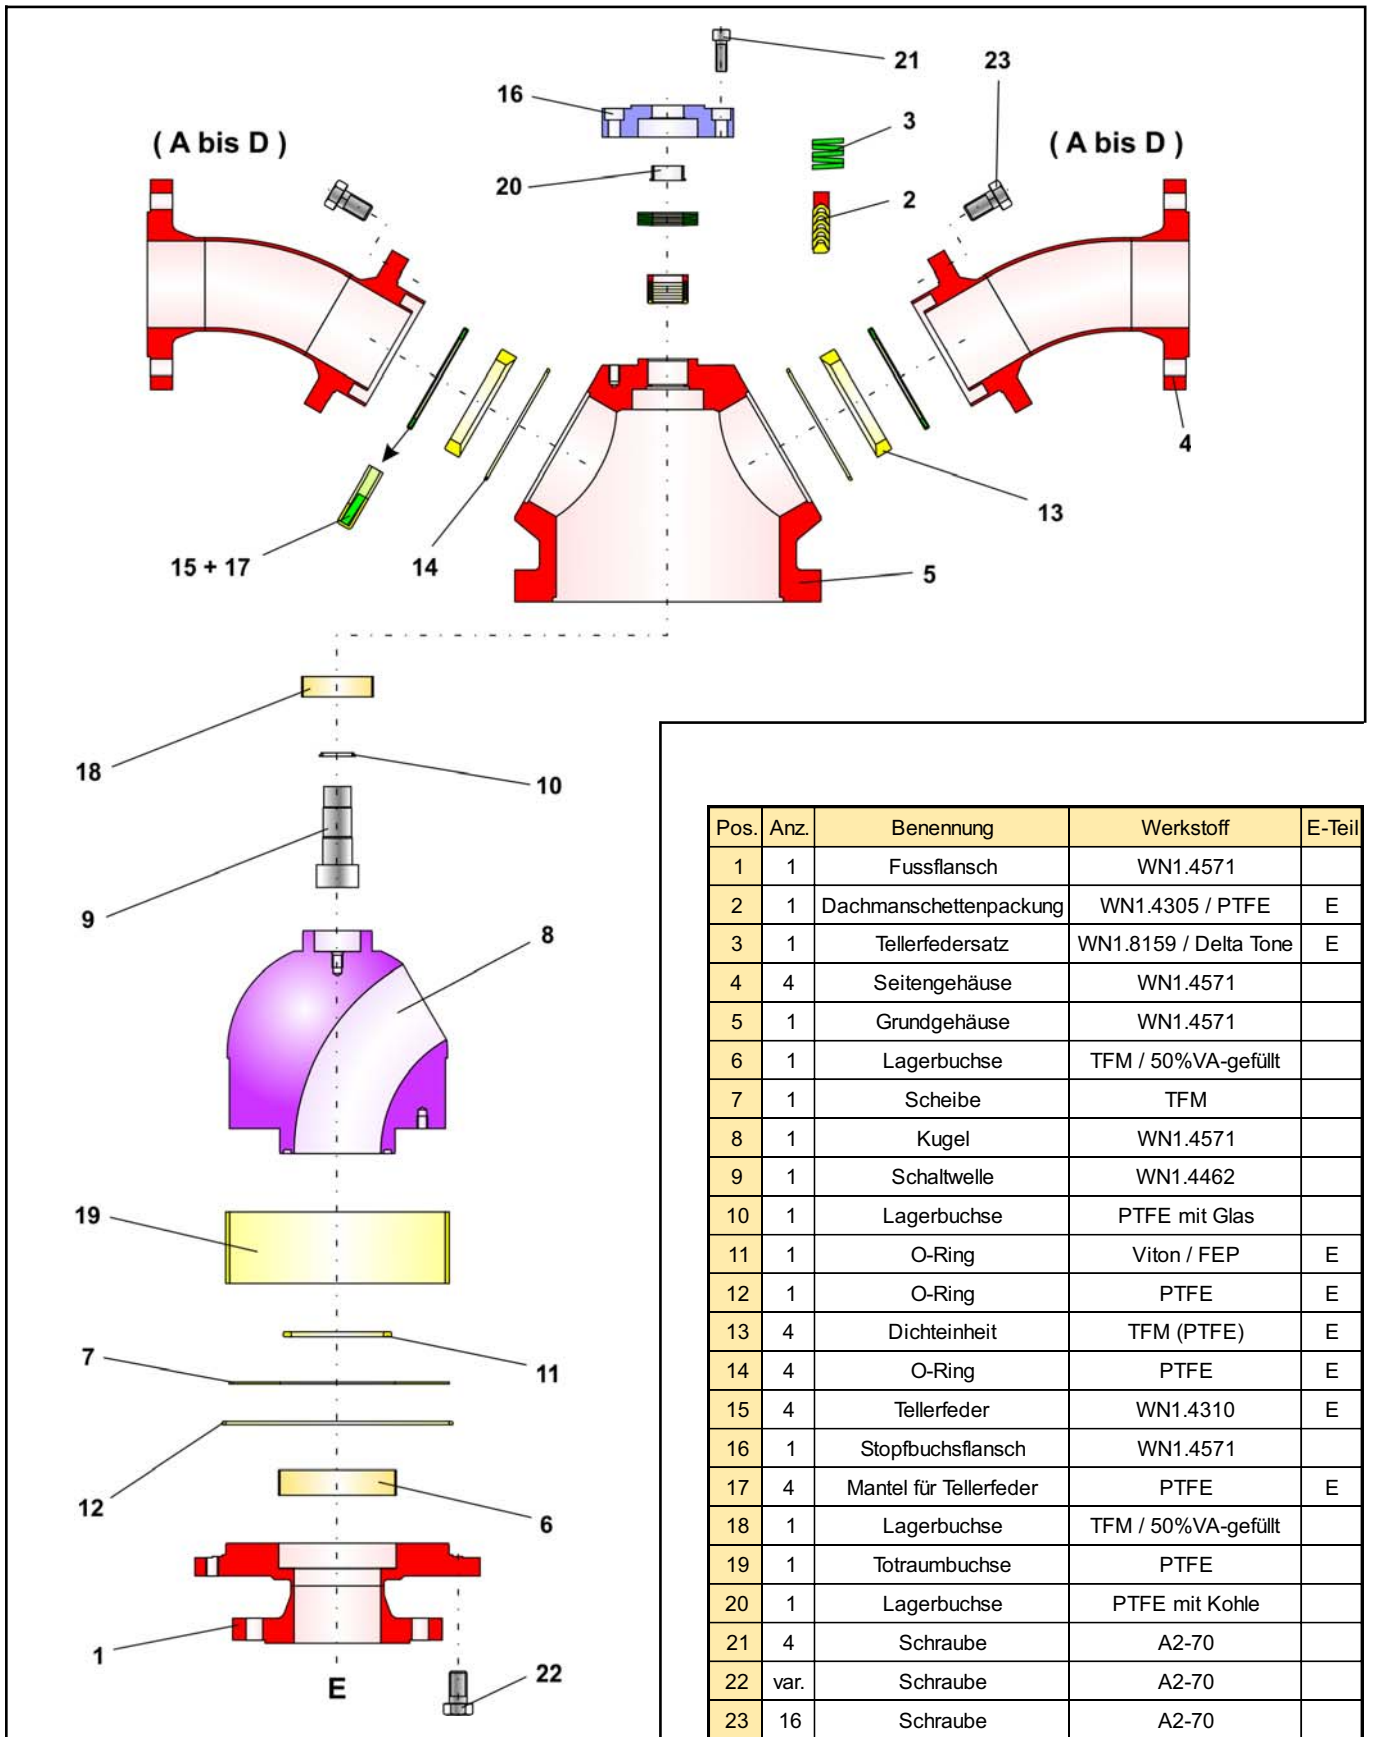 21
23
16
( A bis D )
3
( A bis D )
20
2
4
13
15 + 17
14
5
18
10
9
8
19
7
11
12
6
1
E
22
Pos. Anz. Benennung Werkstoff E-Teil
1 1 Fussflansch WN1.4571
2 1 Dachmanschettenpackung WN1.4305 / PTFE E
3 1 Tellerfedersatz WN1.8159 / Delta Tone E
4 4 Seitengehäuse WN1.4571
5 1 Grundgehäuse WN1.4571
6 1 Lagerbuchse TFM / 50%VA-gefüllt
7 1 Scheibe TFM
8 1 Kugel WN1.4571
9 1 Schaltwelle WN1.4462
10 1 Lagerbuchse PTFE mit Glas
11 1 O-Ring Viton / FEP E
12 1 O-Ring PTFE E
13 4 Dichteinheit TFM (PTFE) E
14 4 O-Ring PTFE E
15 4 Tellerfeder WN1.4310 E
16 1 Stopfbuchsflansch WN1.4571
17 4 Mantel für Tellerfeder PTFE E
18 1 Lagerbuchse TFM / 50%VA-gefüllt
19 1 Totraumbuchse PTFE
20 1 Lagerbuchse PTFE mit Kohle
21 4 Schraube A2-70
22 var. Schraube A2-70
23 16 Schraube A2-70